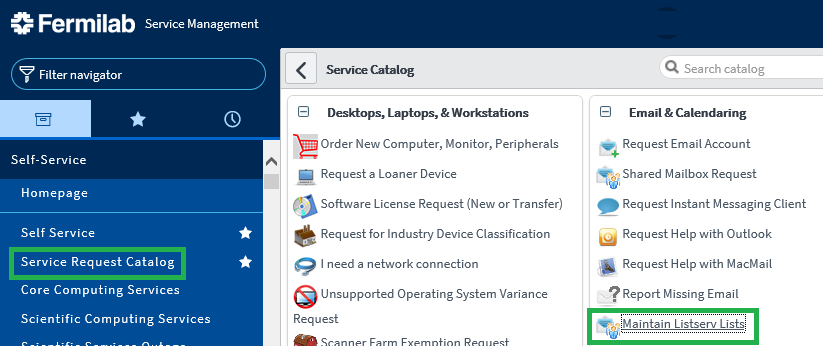 Fermilab Service Management
Filter navigator
Self-Service
Homepage
Self Service
Service Request Catalog
Core Computing Services
Scientific Computing Services
Scientific Services Outage
Service Catalog
Search catalog
Desktops, Laptops, & Workstations
Order New Computer, Monitor, Peripherals
Request a Loaner Device
Software License Request (New or Transfer)
Request for Industry Device Classification
I need a network connection
Unsupported Operating System Variance
Request
Scanner Farm Exemption Request
Email & Calendaring
Request Email Account
Shared Mailbox Request
Request Instant Messaging Client
Request Help with Outlook
Request Help with MacMail
Report Missing Email
Maintain Listserv Lists